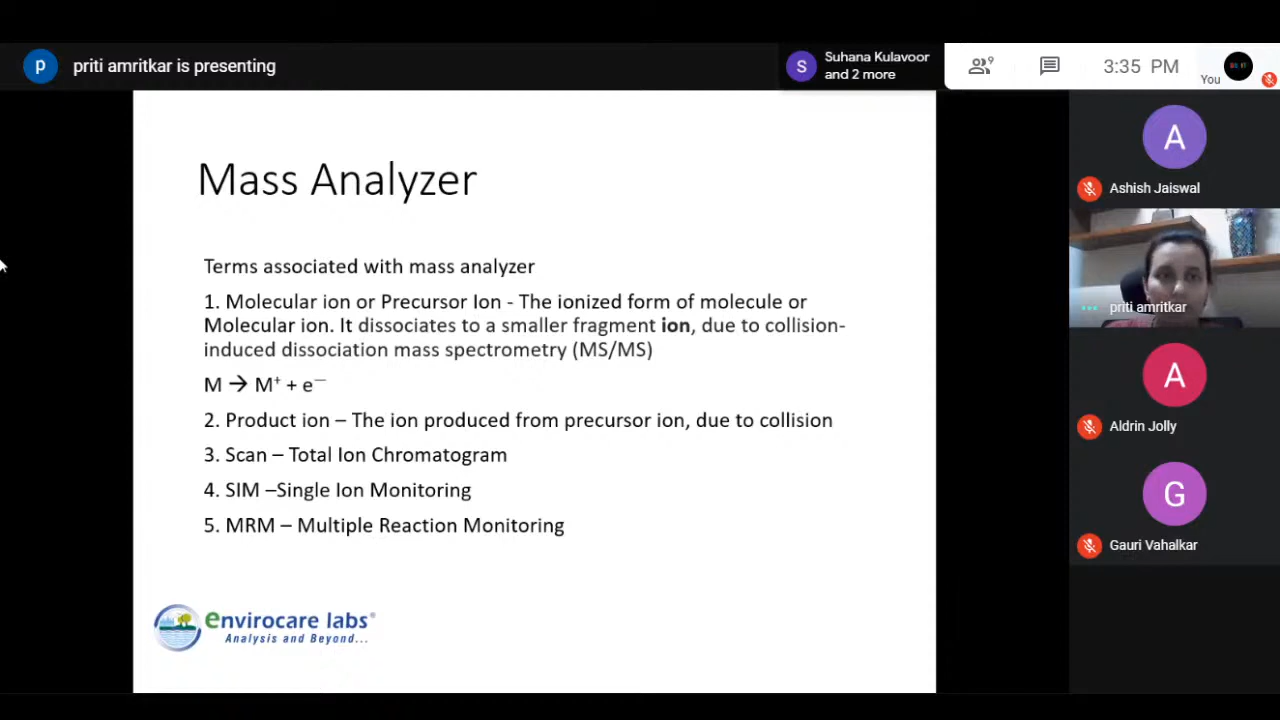 p
priti amritkar is presenting
S
Suhana Kulavoor
and 2 more
9
3:35 PM
You
Mass Analyzer
Terms associated with mass analyzer
1. Molecular ion or Precursor Ion - The ionized form of molecule or
Molecular ion. It dissociates to a smaller fragment ion, due to collision-
induced dissociation mass spectrometry (MS/MS)
M → M⁺ + e⁻
2. Product ion – The ion produced from precursor ion, due to collision
3. Scan – Total Ion Chromatogram
4. SIM –Single Ion Monitoring
5. MRM – Multiple Reaction Monitoring
envirocare labs®
Analysis and Beyond...
A
Ashish Jaiswal
priti amritkar
A
Aldrin Jolly
G
Gauri Vahalkar